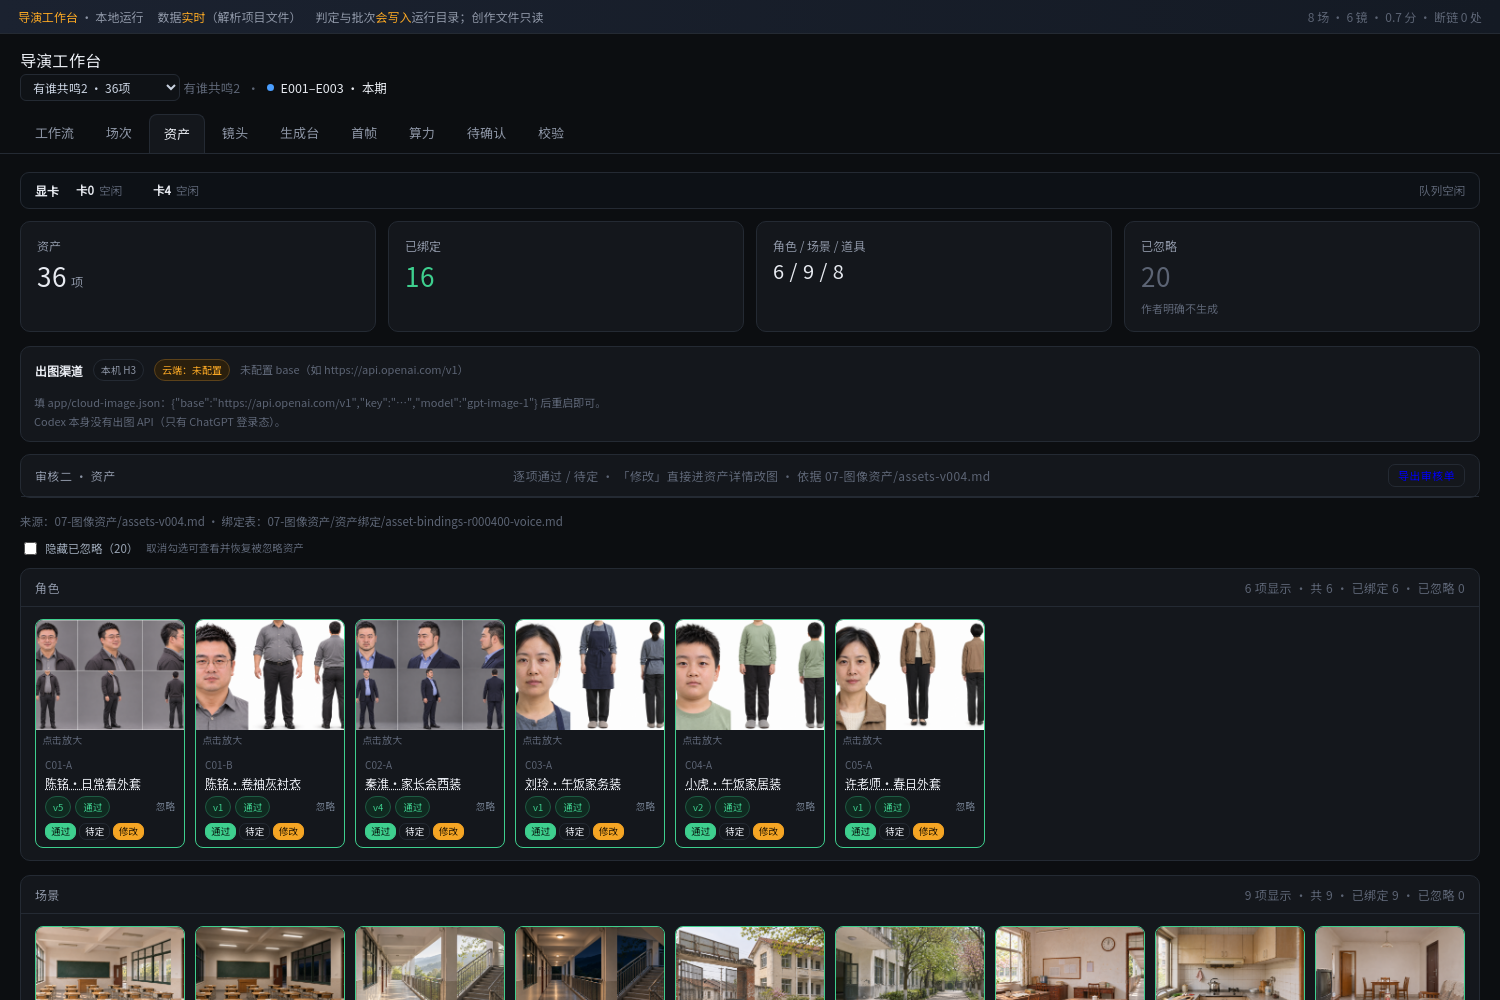 导演工作台 · 本地运行 数据实时（解析项目文件） 判定与批次会写入运行目录；创作文件只读 8 场 · 6 镜 · 0.7 分 · 断链 0 处
导演工作台
有谁共鸣2 · 36项 有谁共鸣2 · E001–E003 · 本期
工作流 场次 资产 镜头 生成台 首帧 算力 待确认 校验
显卡 卡0 空闲 卡4 空闲 队列空闲
资产 已绑定 角色 / 场景 / 道具 已忽略
36 项 16 6 / 9 / 8 20
作者明确不生成
出图渠道 本机 H3 云端：未配置 未配置 base（如 https://api.openai.com/v1）
填 app/cloud-image.json：{"base":"https://api.openai.com/v1","key":"…","model":"gpt-image-1"} 后重启即可。
Codex 本身没有出图 API（只有 ChatGPT 登录态）。
审核二 · 资产 逐项通过 / 待定 · 「修改」直接进资产详情改图 · 依据 07-图像资产/assets-v004.md
来源：07-图像资产/assets-v004.md · 绑定表：07-图像资产/资产绑定/asset-bindings-r000400-voice.md
隐藏已忽略（20） 取消勾选可查看并恢复被忽略资产
角色 6 项显示 · 共 6 · 已绑定 6 · 已忽略 0
点击放大 点击放大 点击放大 点击放大 点击放大 点击放大
C01-A C01-B C02-A C03-A C04-A C05-A
陈铭·日常着外套 陈铭·卷袖灰衬衣 秦淮·家长会西装 刘玲·午饭家务装 小虎·午饭家居装 许老师·春日外套
v5 通过 忽略 v1 通过 忽略 v4 通过 忽略 v1 通过 忽略 v2 通过 忽略 v1 通过 忽略
通过 待定 修改 通过 待定 修改 通过 待定 修改 通过 待定 修改 通过 待定 修改 通过 待定 修改
场景 9 项显示 · 共 9 · 已绑定 9 · 已忽略 0